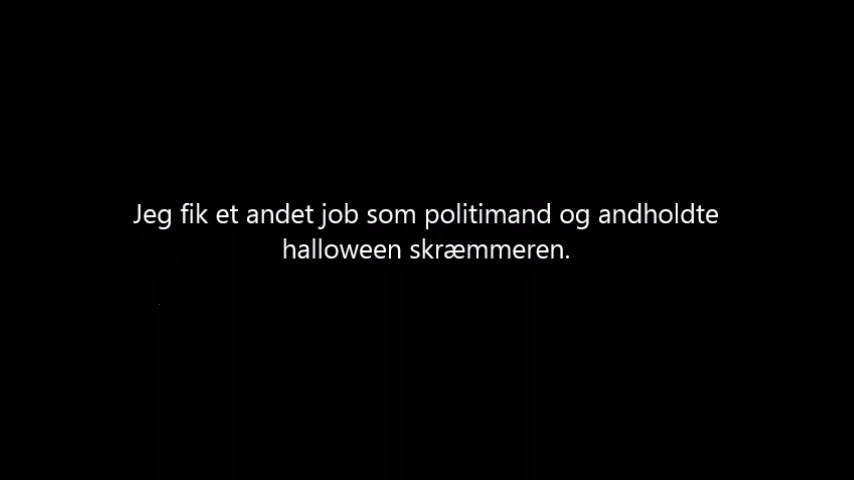 Jeg fik et andet job som politimand og andholdte
halloween skræmmeren.